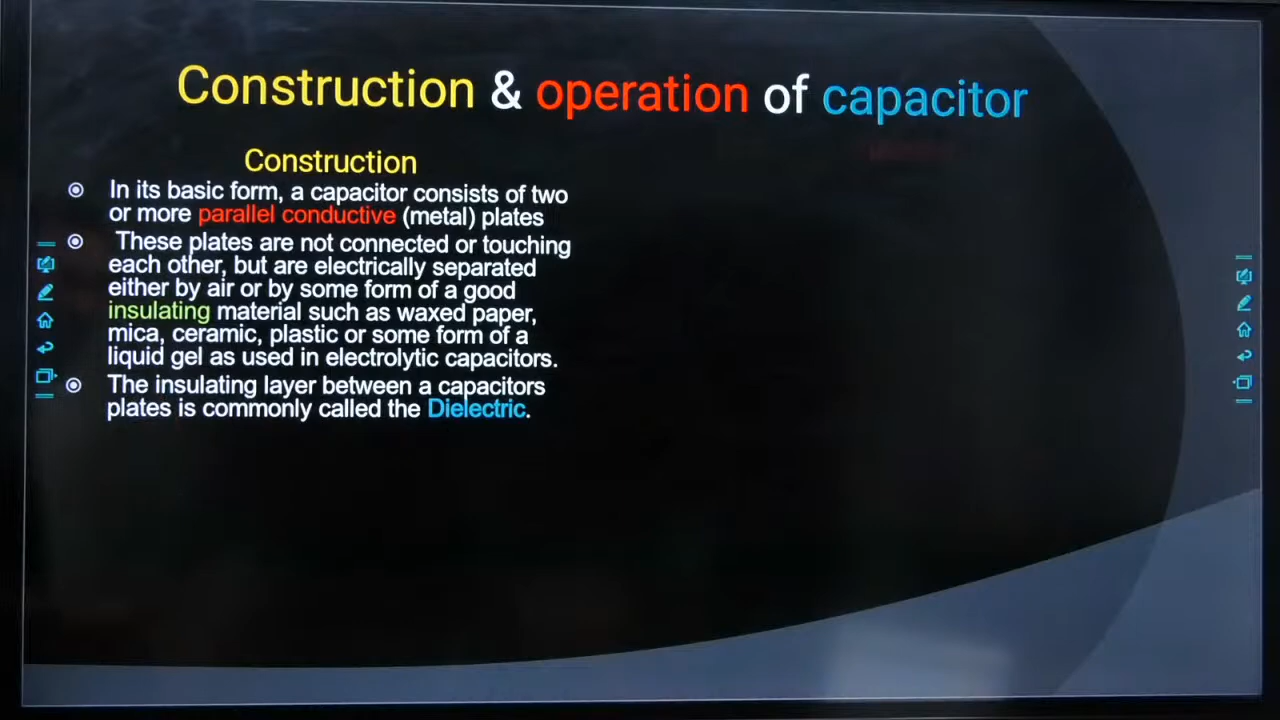 Construction & operation of capacitor
Construction
In its basic form, a capacitor consists of two
or more parallel conductive (metal) plates
These plates are not connected or touching
each other, but are electrically separated
either by air or by some form of a good
insulating material such as waxed paper,
mica, ceramic, plastic or some form of a
liquid gel as used in electrolytic capacitors.
The insulating layer between a capacitors
plates is commonly called the Dielectric.